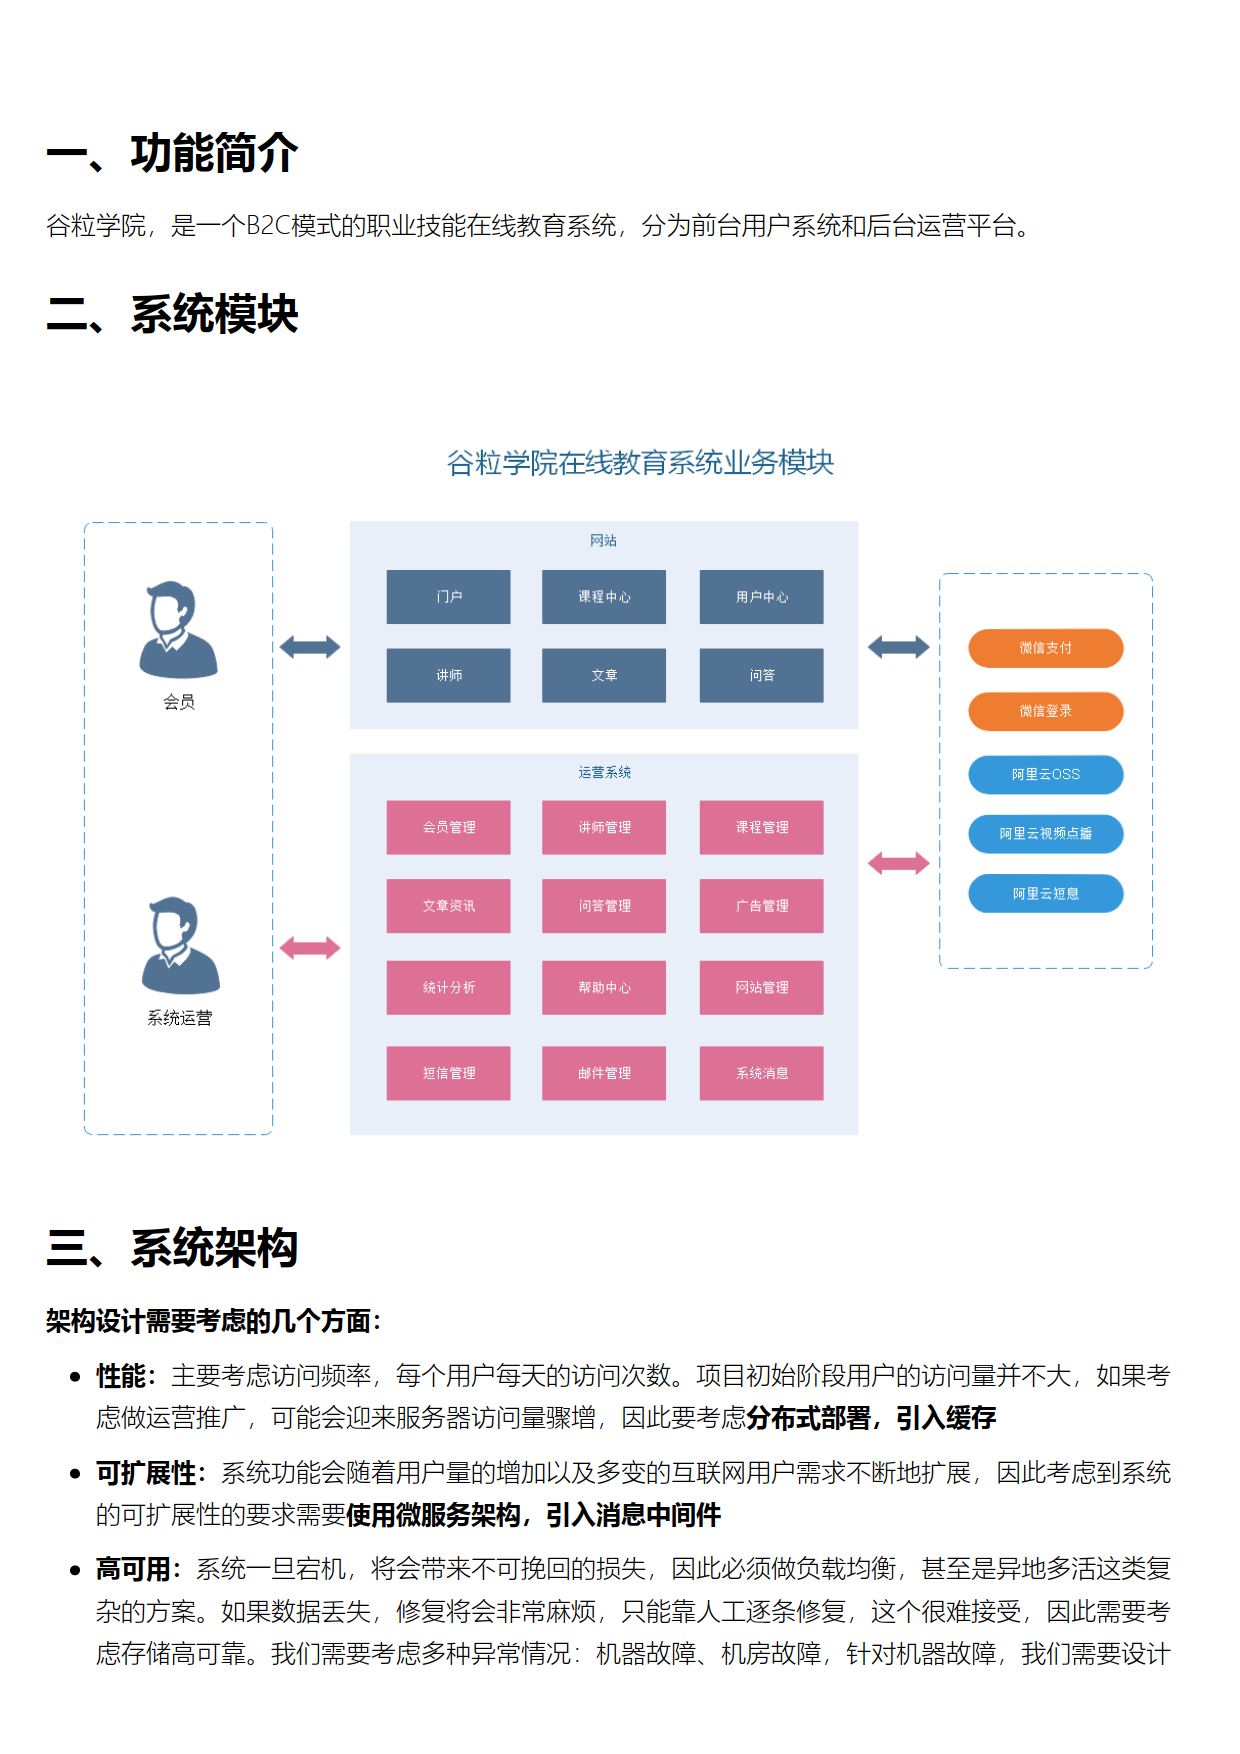 一、功能简介
谷粒学院，是一个B2C模式的职业技能在线教育系统，分为前台用户系统和后台运营平台。
二、系统模块
谷粒学院在线教育系统业务模块
会员
系统运营
网站
门户
课程中心
用户中心
讲师
文章
问答
运营系统
会员管理
讲师管理
课程管理
文章资讯
问答管理
广告管理
统计分析
帮助中心
网站管理
短信管理
邮件管理
系统消息
微信支付
微信登录
阿里云OSS
阿里云视频点播
阿里云短息
三、系统架构
架构设计需要考虑的几个方面：
性能：主要考虑访问频率，每个用户每天的访问次数。项目初始阶段用户的访问量并不大，如果考
虑做运营推广，可能会迎来服务器访问量骤增，因此要考虑分布式部署，引入缓存
可扩展性：系统功能会随着用户量的增加以及多变的互联网用户需求不断地扩展，因此考虑到系统
的可扩展性的要求需要使用微服务架构，引入消息中间件
高可用：系统一旦宕机，将会带来不可挽回的损失，因此必须做负载均衡，甚至是异地多活这类复
杂的方案。如果数据丢失，修复将会非常麻烦，只能靠人工逐条修复，这个很难接受，因此需要考
虑存储高可靠。我们需要考虑多种异常情况：机器故障、机房故障，针对机器故障，我们需要设计